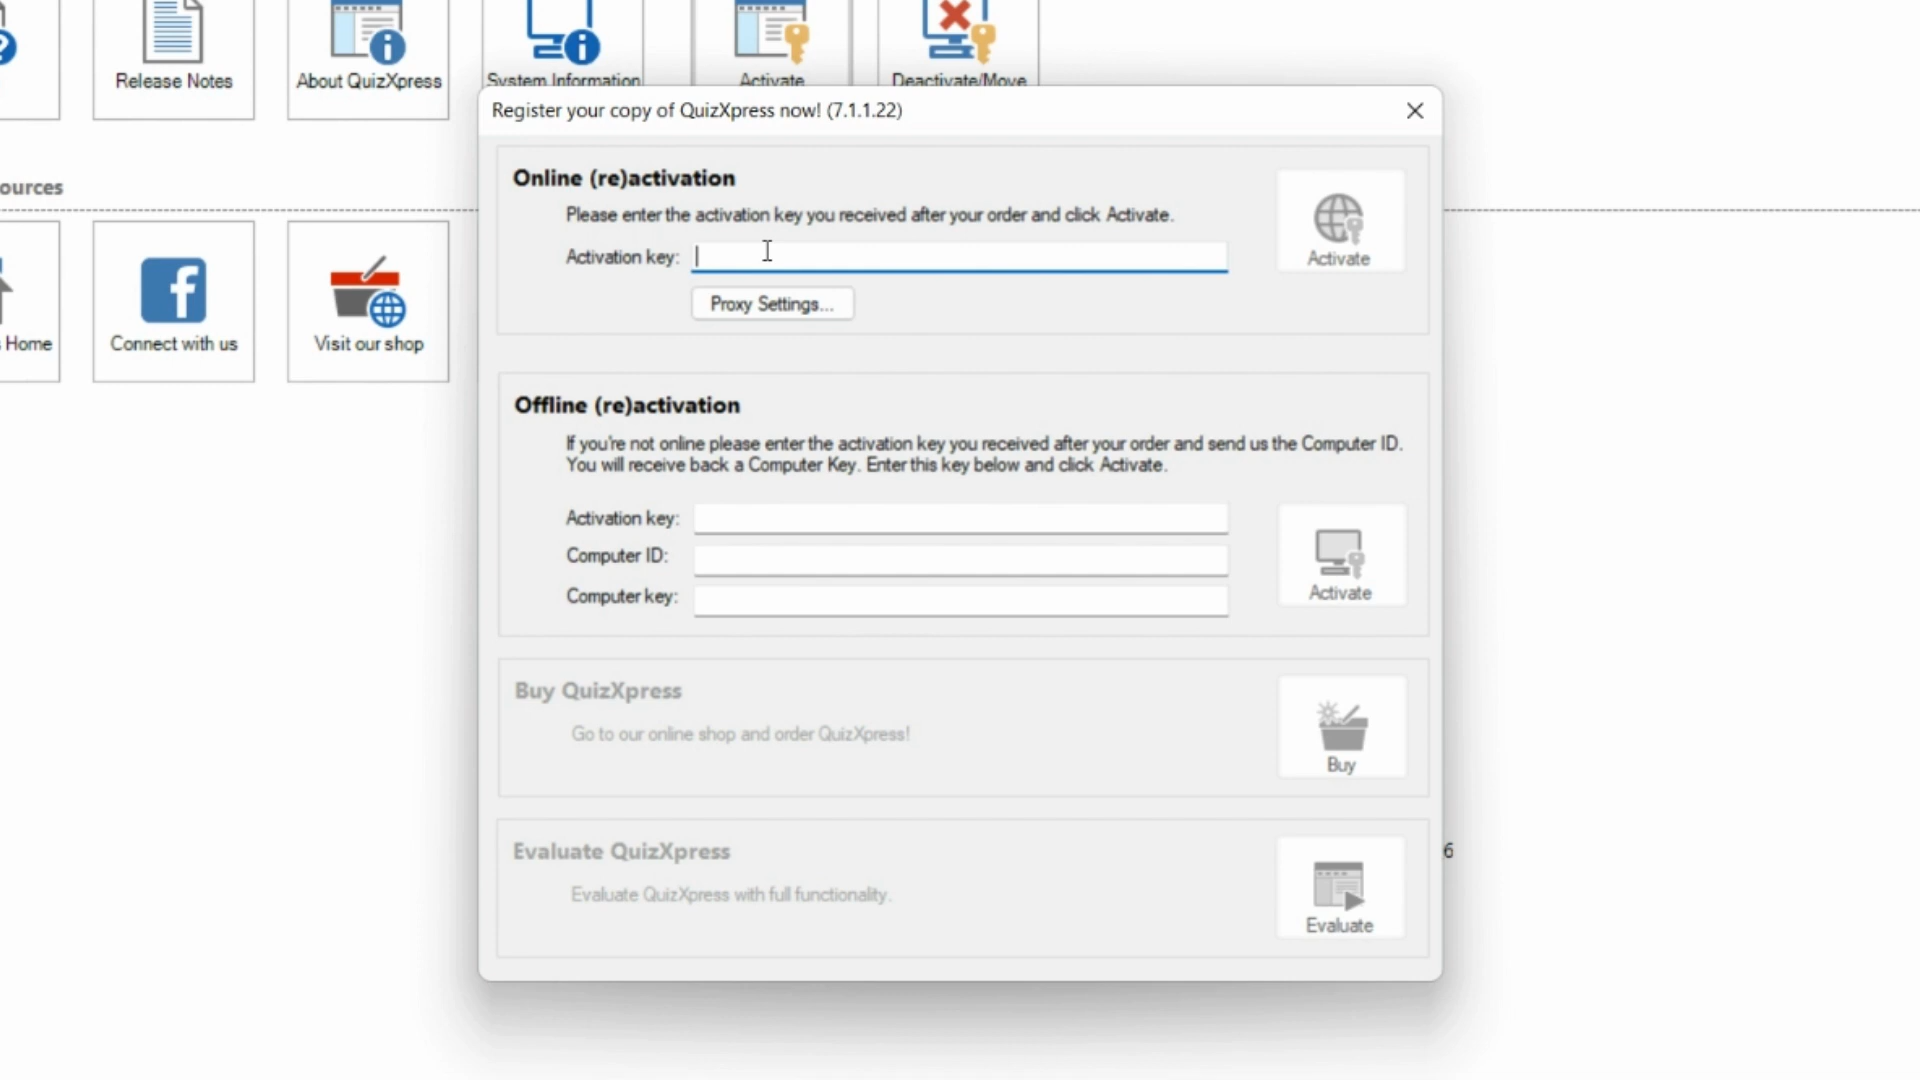 Release Notes
About QuizXpress
System Information
Activate
Deactivate/Move
Register your copy of QuizXpress now! (7.1.1.22)
Online (re)activation
Please enter the activation key you received after your order and click Activate.
Activation key:
Activate
Proxy Settings...
ources
Home
Connect with us
Visit our shop
Offline (re)activation
If you're not online please enter the activation key you received after your order and send us the Computer ID.
You will receive back a Computer Key. Enter this key below and click Activate.
Activation key:
Computer ID:
Computer key:
Activate
Buy QuizXpress
Go to our online shop and order QuizXpress!
Buy
Evaluate QuizXpress
Evaluate QuizXpress with full functionality.
Evaluate
6